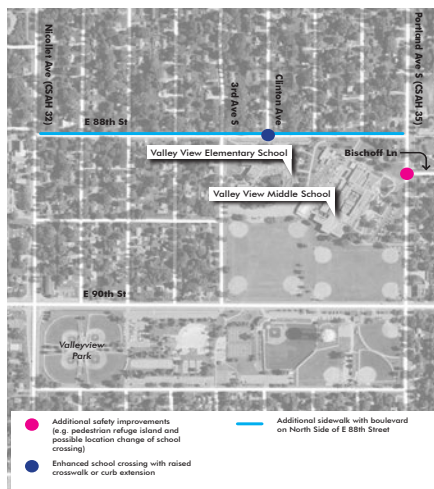 Nicollet Ave (CSAH 32)
3rd Ave S
Clinton Ave
Portland Ave S (CSAH 35)
E 88th St
Valley View Elementary School
Bischoff Ln
Valley View Middle School
E 90th St
Valleyview
Park
Additional safety improvements
(e.g. pedestrian refuge island and
possible location change of school
crossing)
Enhanced school crossing with raised
crosswalk or curb extension
Additional sidewalk with boulevard
on North Side of E 88th Street